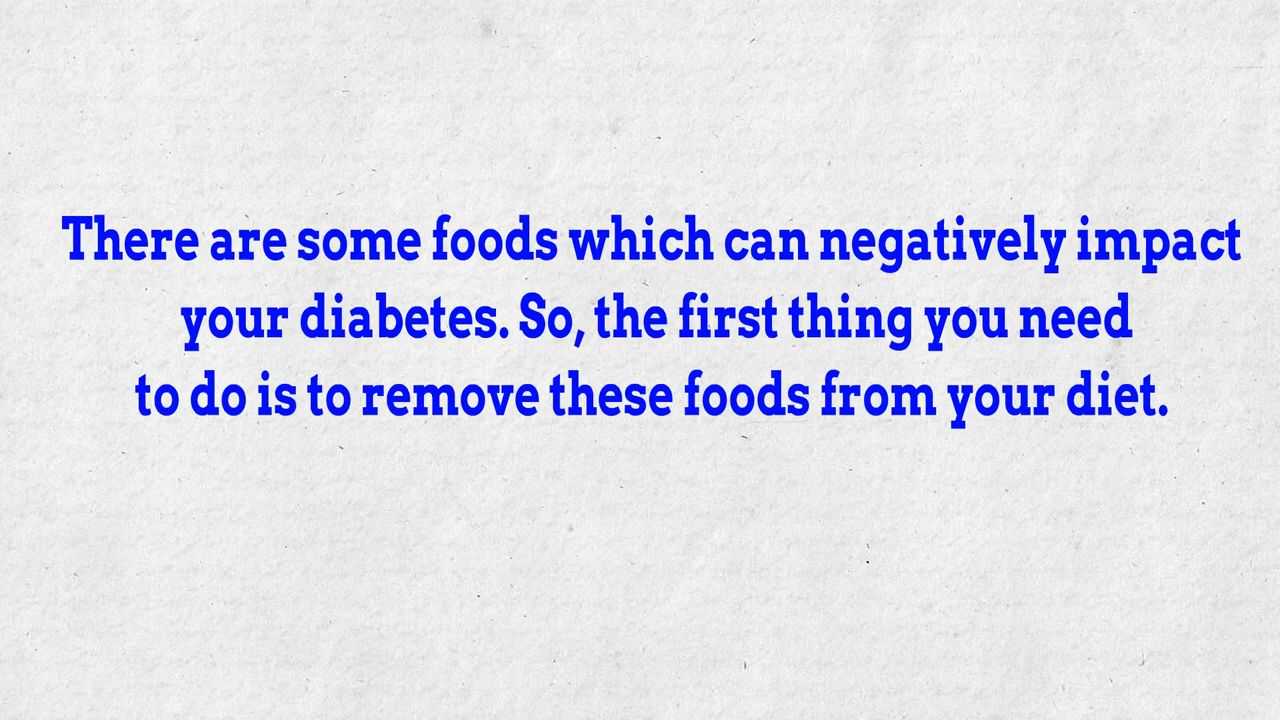 There are some foods which can negatively impact
your diabetes. So, the first thing you need
to do is to remove these foods from your diet.